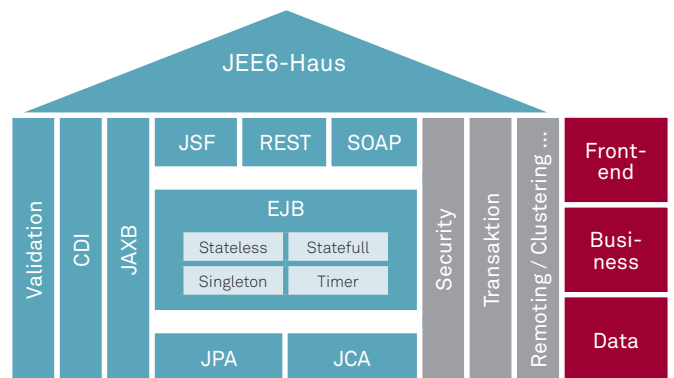 JEE6-Haus
Validation
CDI
JAXB
JSF
REST
SOAP
EJB
Stateless
Statefull
Singleton
Timer
JPA
JCA
Security
Transaktion
Remoting / Clustering ...
Front-
end
Busi-
ness
Data